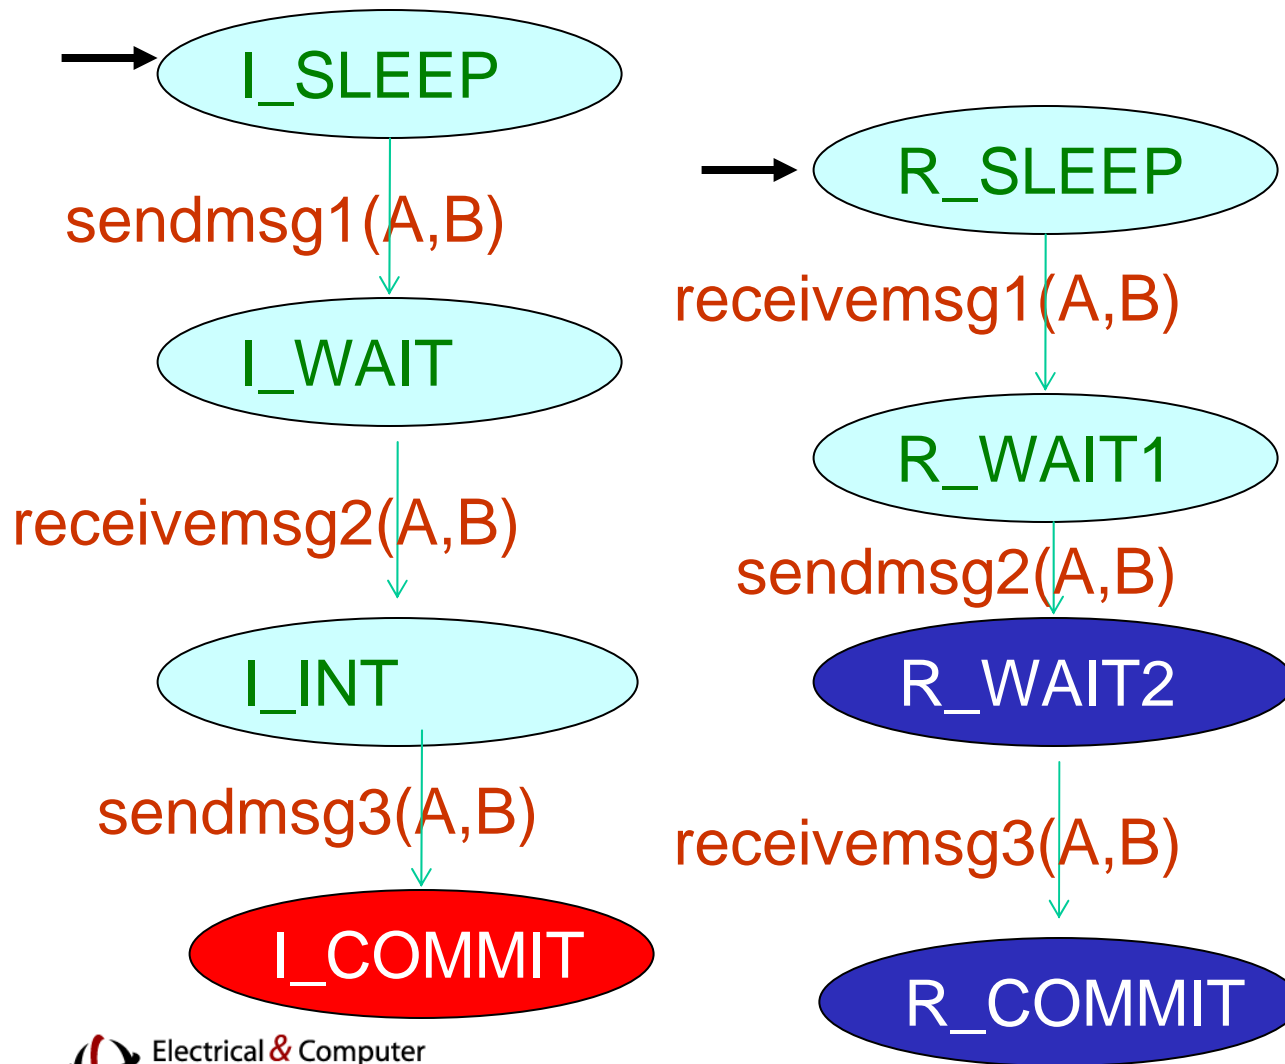 I_SLEEP
sendmsg1(A,B)
I_WAIT
receivemsg2(A,B)
I_INT
sendmsg3(A,B)
I_COMMIT
R_SLEEP
receivemsg1(A,B)
R_WAIT1
sendmsg2(A,B)
R_WAIT2
receivemsg3(A,B)
R_COMMIT
Electrical & Computer